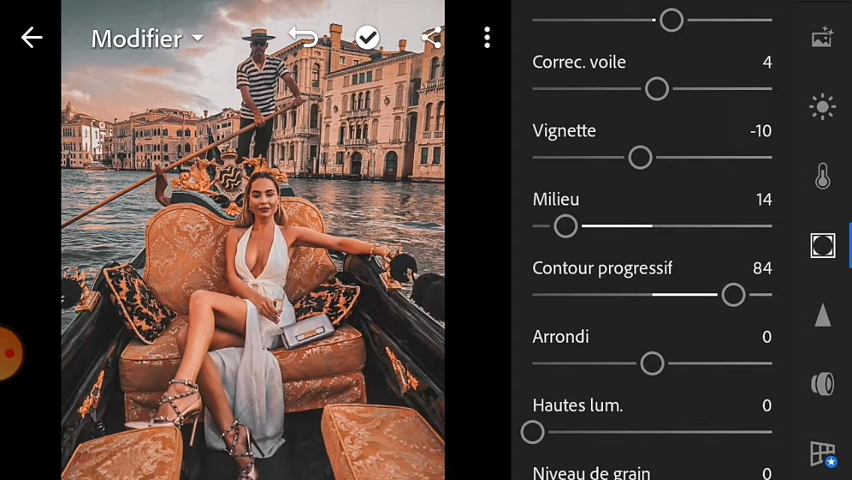 Modifier
Correc. voile 4
Vignette -10
Milieu 14
Contour progressif 84
Arrondi 0
Hautes lum. 0
Niveau de grain 0